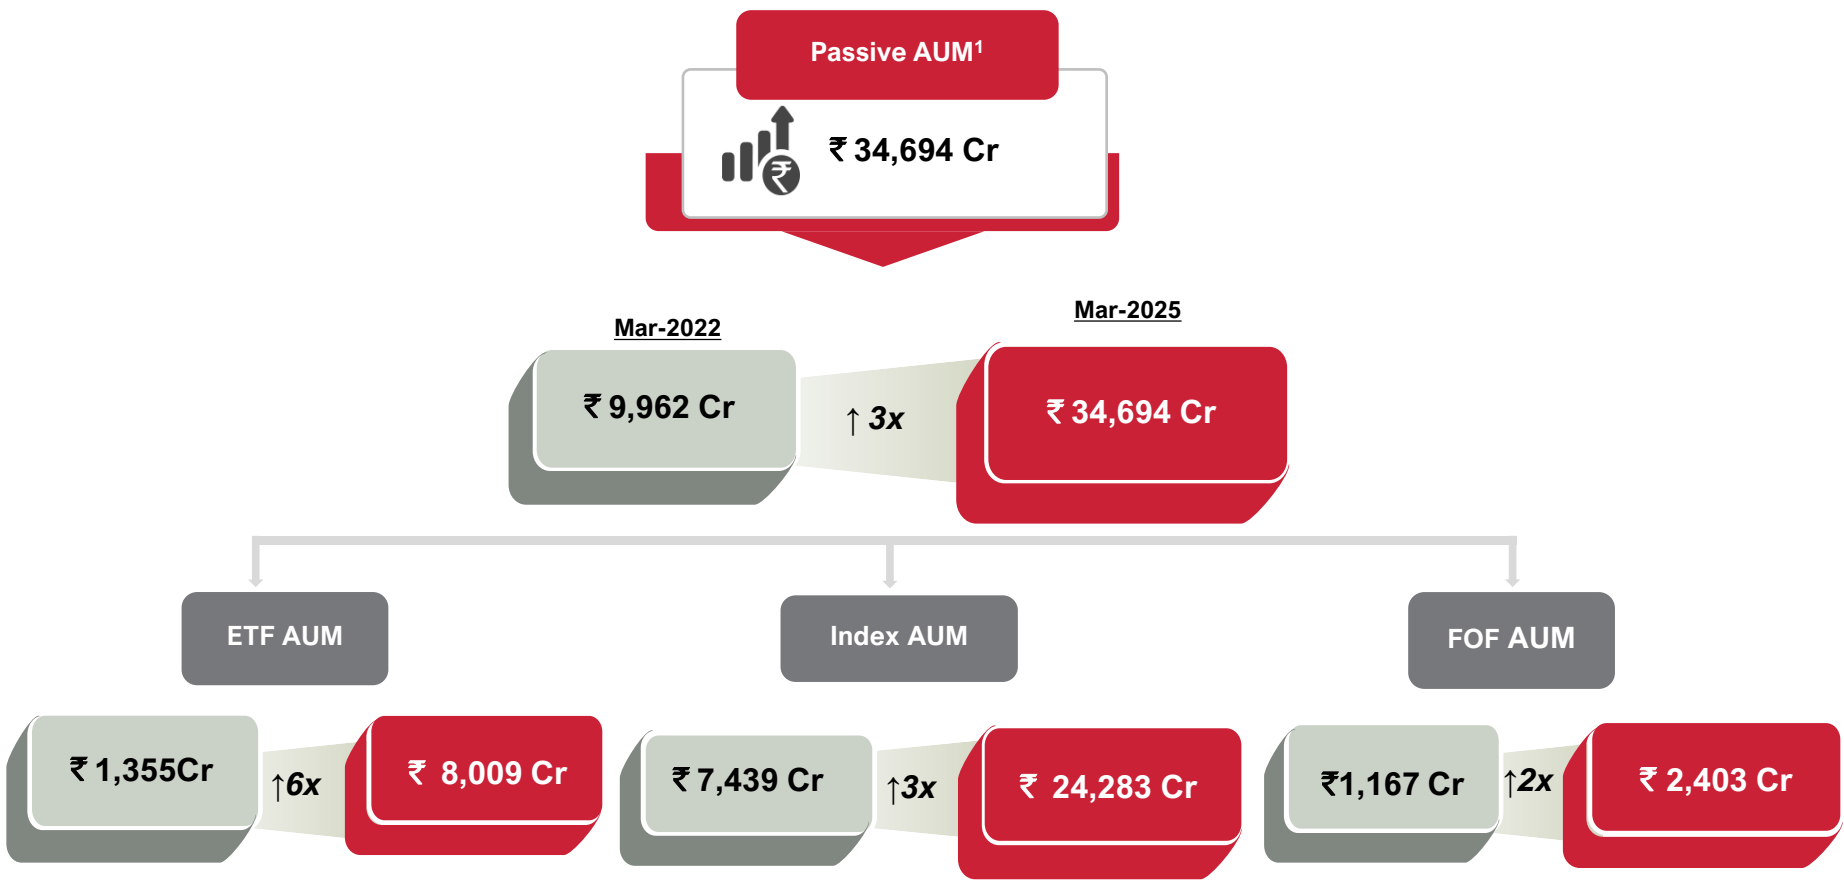 Passive AUM¹
₹ 34,694 Cr
Mar-2022
Mar-2025
₹ 9,962 Cr
↑ 3x
₹ 34,694 Cr
ETF AUM
Index AUM
FOF AUM
₹ 1,355Cr
↑6x
₹ 8,009 Cr
₹ 7,439 Cr
↑3x
₹ 24,283 Cr
₹1,167 Cr
↑2x
₹ 2,403 Cr